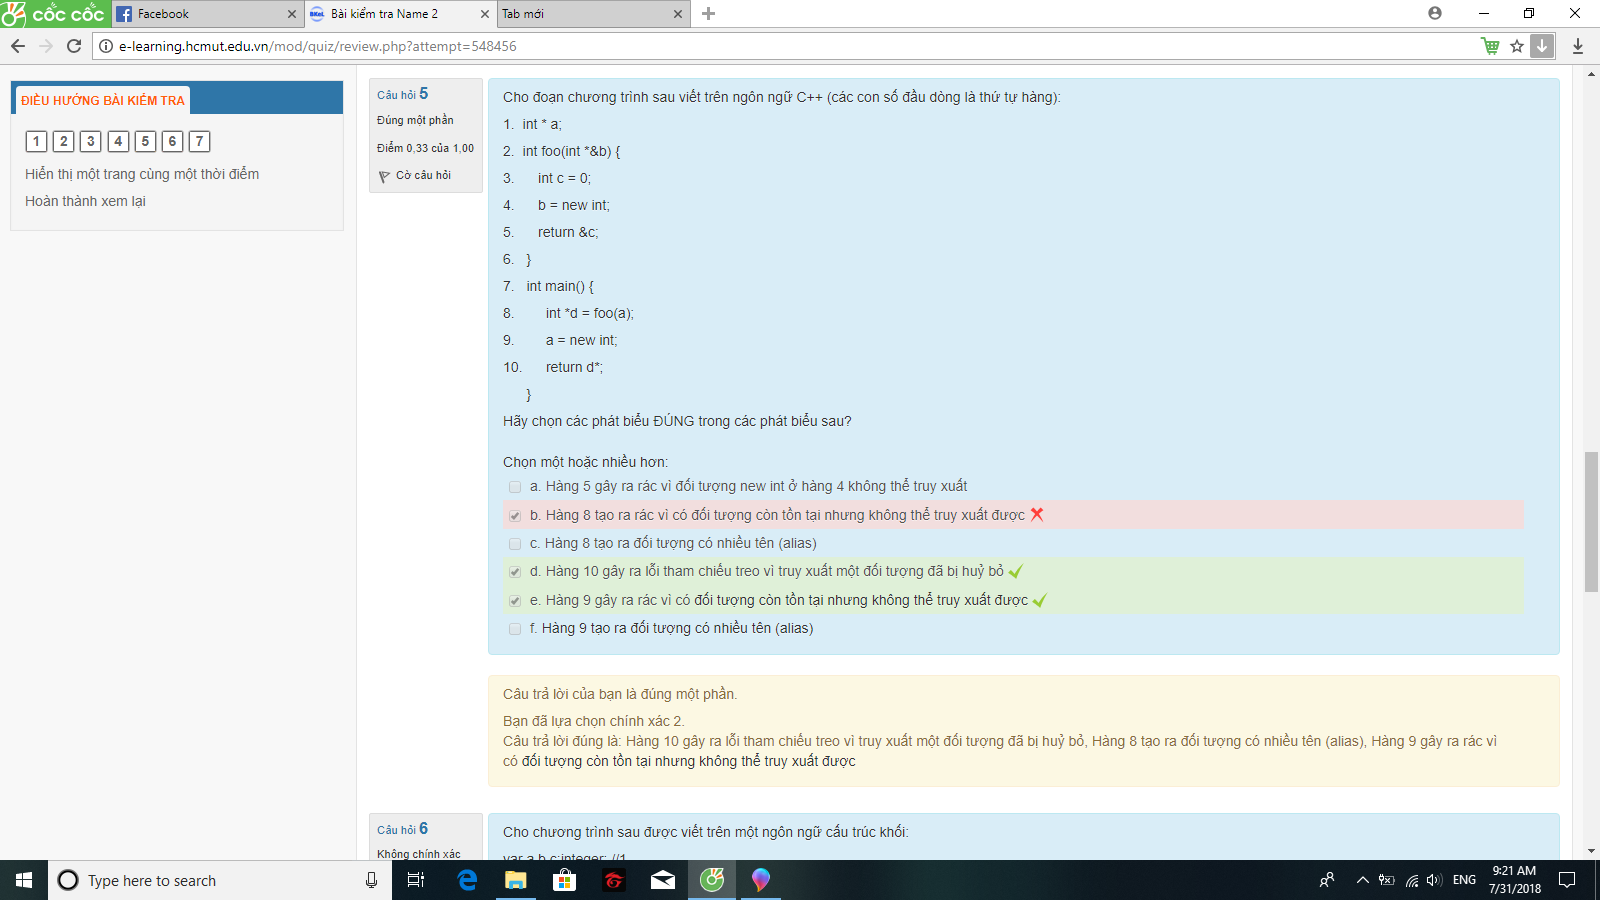 cốc cốc
Facebook
BKeL
Bài kiểm tra Name 2
Tab mới
e-learning.hcmut.edu.vn/mod/quiz/review.php?attempt=548456
ĐIỀU HƯỚNG BÀI KIỂM TRA
1 2 3 4 5 6 7
Hiển thị một trang cùng một thời điểm
Hoàn thành xem lại
Câu hỏi 5
Đúng một phần
Điểm 0,33 của 1,00
Cờ câu hỏi
Cho đoạn chương trình sau viết trên ngôn ngữ C++ (các con số đầu dòng là thứ tự hàng):
1. int * a;
2. int foo(int *&b) {
3. int c = 0;
4. b = new int;
5. return &c;
6. }
7. int main() {
8. int *d = foo(a);
9. a = new int;
10. return d*;
}
Hãy chọn các phát biểu ĐÚNG trong các phát biểu sau?
Chọn một hoặc nhiều hơn:
a. Hàng 5 gây ra rác vì đối tượng new int ở hàng 4 không thể truy xuất
b. Hàng 8 tạo ra rác vì có đối tượng còn tồn tại nhưng không thể truy xuất được
c. Hàng 8 tạo ra đối tượng có nhiều tên (alias)
d. Hàng 10 gây ra lỗi tham chiếu treo vì truy xuất một đối tượng đã bị huỷ bỏ
e. Hàng 9 gây ra rác vì có đối tượng còn tồn tại nhưng không thể truy xuất được
f. Hàng 9 tạo ra đối tượng có nhiều tên (alias)
Câu trả lời của bạn là đúng một phần.
Bạn đã lựa chọn chính xác 2.
Câu trả lời đúng là: Hàng 10 gây ra lỗi tham chiếu treo vì truy xuất một đối tượng đã bị huỷ bỏ, Hàng 8 tạo ra đối tượng có nhiều tên (alias), Hàng 9 gây ra rác vì
có đối tượng còn tồn tại nhưng không thể truy xuất được
Câu hỏi 6
Không chính xác
Cho chương trình sau được viết trên một ngôn ngữ cấu trúc khối:
var a,b,c:integer; //1
Type here to search
ENG
9:21 AM
7/31/2018